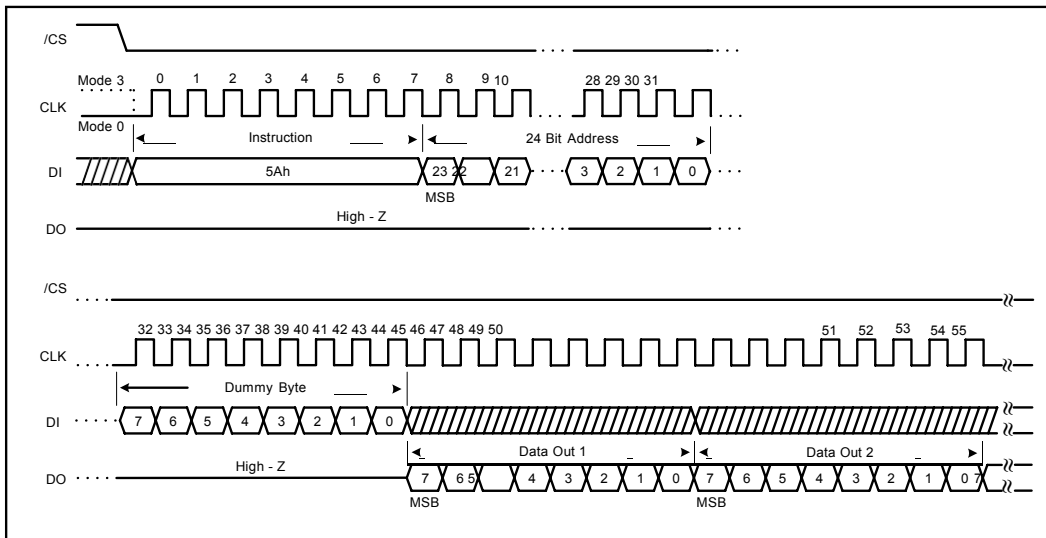 /CS
Mode 3 0 1 2 3 4 5 6 7 8 9 10 28 29 30 31
CLK
Mode 0
Instruction 24 Bit Address
DI 5Ah 23 22 21 3 2 1 0
MSB
High - Z
DO
/CS
32 33 34 35 36 37 38 39 40 41 42 43 44 45 46 47 48 49 50 51 52 53 54 55
CLK
Dummy Byte
DI 7 6 5 4 3 2 1 0
Data Out 1 Data Out 2
High - Z
DO 7 6 5 4 3 2 1 0 7 6 5 4 3 2 1 0 7
MSB MSB